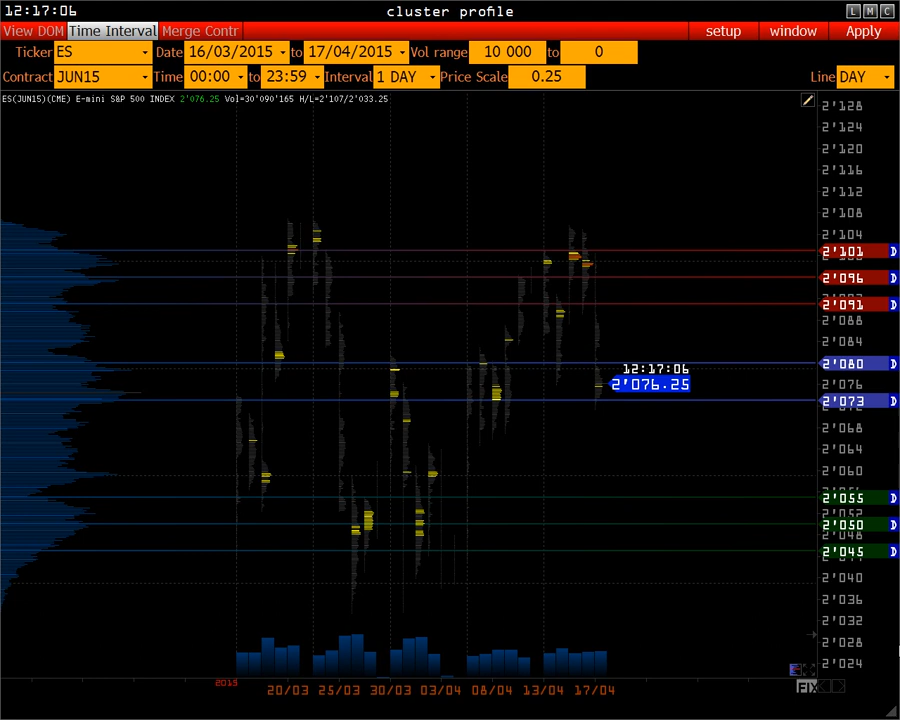 12:17:06 cluster profile L M C
View DOM Time Interval Merge Contr setup window Apply
Ticker ES Date 16/03/2015 to 17/04/2015 Vol range 10 000 to 0
Contract JUN15 Time 00:00 to 23:59 Interval 1 DAY Price Scale 0.25 Line DAY
ES(JUN15)(CME) E-mini S&P 500 INDEX 2'076.25 Vol=30'090'165 H/L=2'107/2'033.25
2'128
2'124
2'120
2'116
2'112
2'108
2'104
2'101 D
2'096 D
2'091 D
2'088
2'084
2'080 D
12:17:06
2'076.25 2'076
2'073 D
2'068
2'064
2'060
2'055 D
2'052
2'050 D
2'048
2'045 D
2'040
2'036
2'032
2'028
2'024
2015
20/03 25/03 30/03 03/04 08/04 13/04 17/04
FIX